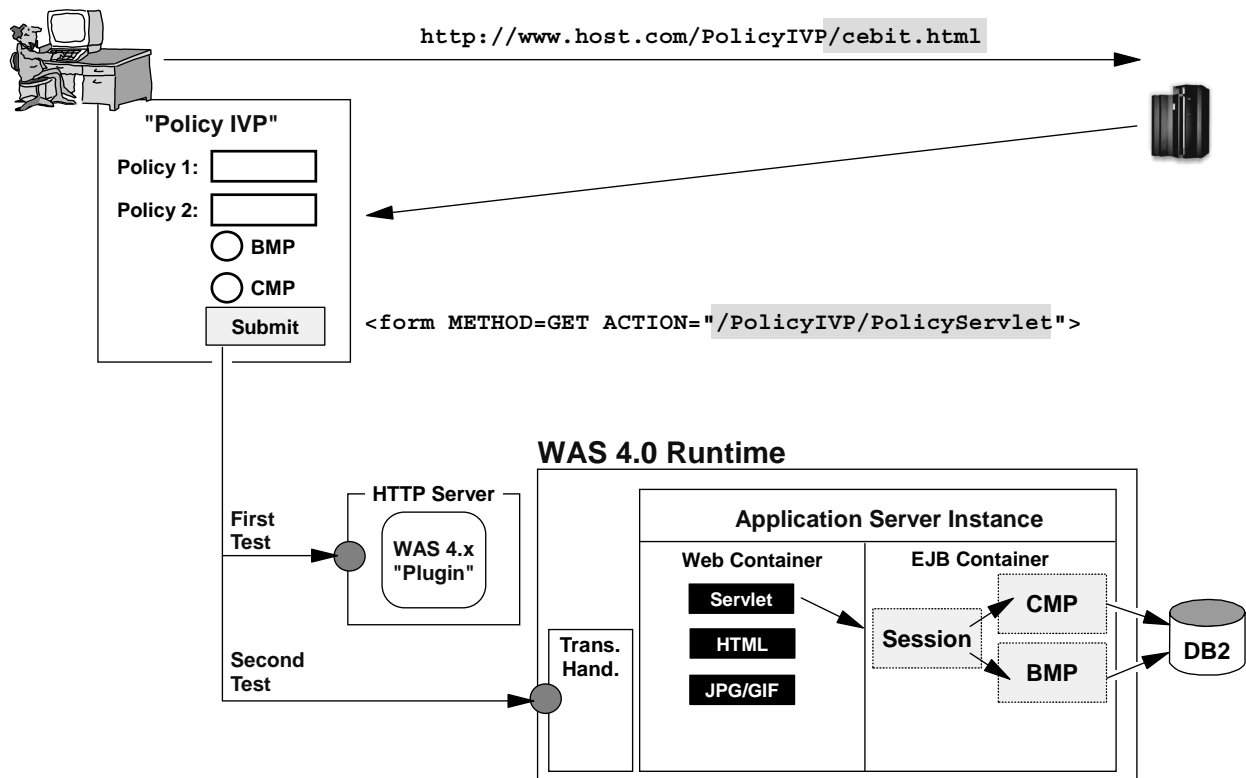 http://www.host.com/PolicyIVP/cebit.html
"Policy IVP"
Policy 1:
Policy 2:
BMP
CMP
Submit
<form METHOD=GET ACTION="/PolicyIVP/PolicyServlet">
WAS 4.0 Runtime
HTTP Server
First
Test
WAS 4.x
"Plugin"
Application Server Instance
Web Container
EJB Container
Servlet
HTML
JPG/GIF
Session
CMP
BMP
DB2
Second
Test
Trans.
Hand.